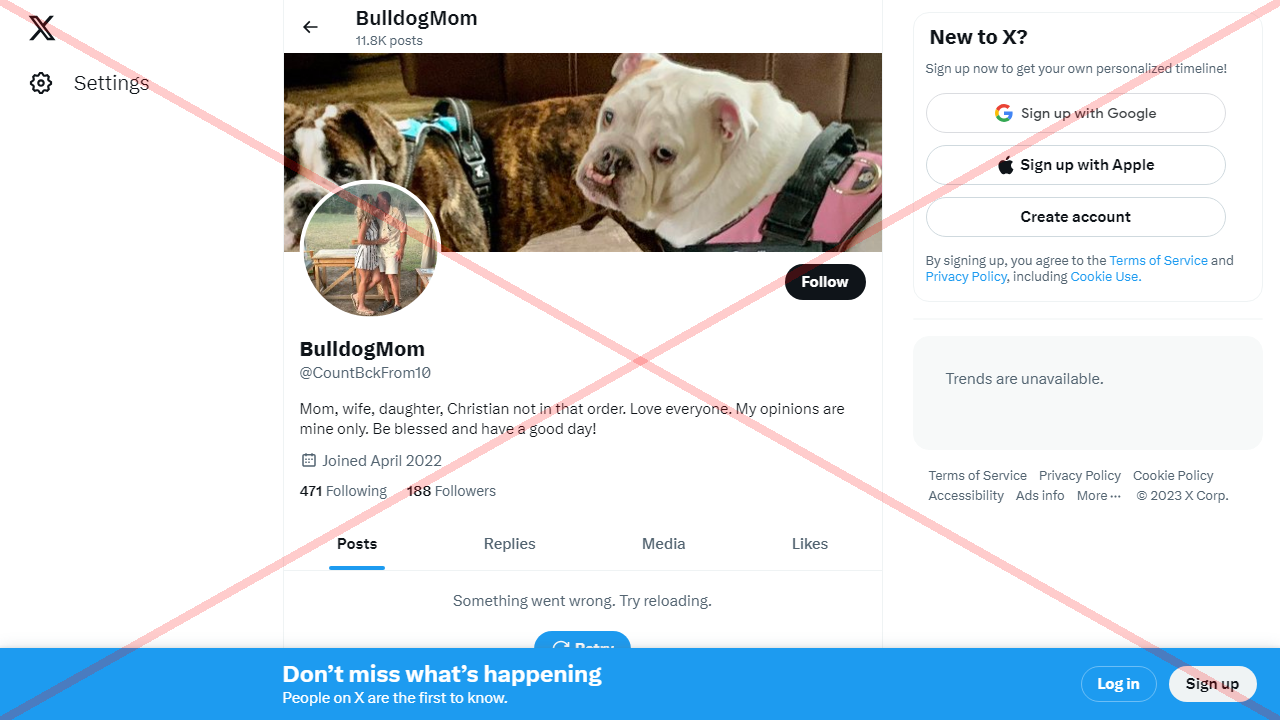 Settings
BulldogMom
11.8K posts
Follow
BulldogMom
@CountBckFrom10
Mom, wife, daughter, Christian not in that order. Love everyone. My opinions are
mine only. Be blessed and have a good day!
Joined April 2022
471 Following 188 Followers
Posts Replies Media Likes
Something went wrong. Try reloading.
Retry
New to X?
Sign up now to get your own personalized timeline!
Sign up with Google
Sign up with Apple
Create account
By signing up, you agree to the Terms of Service and
Privacy Policy, including Cookie Use.
Trends are unavailable.
Terms of Service Privacy Policy Cookie Policy
Accessibility Ads info More ··· © 2023 X Corp.
Don’t miss what’s happening
People on X are the first to know.
Log in Sign up